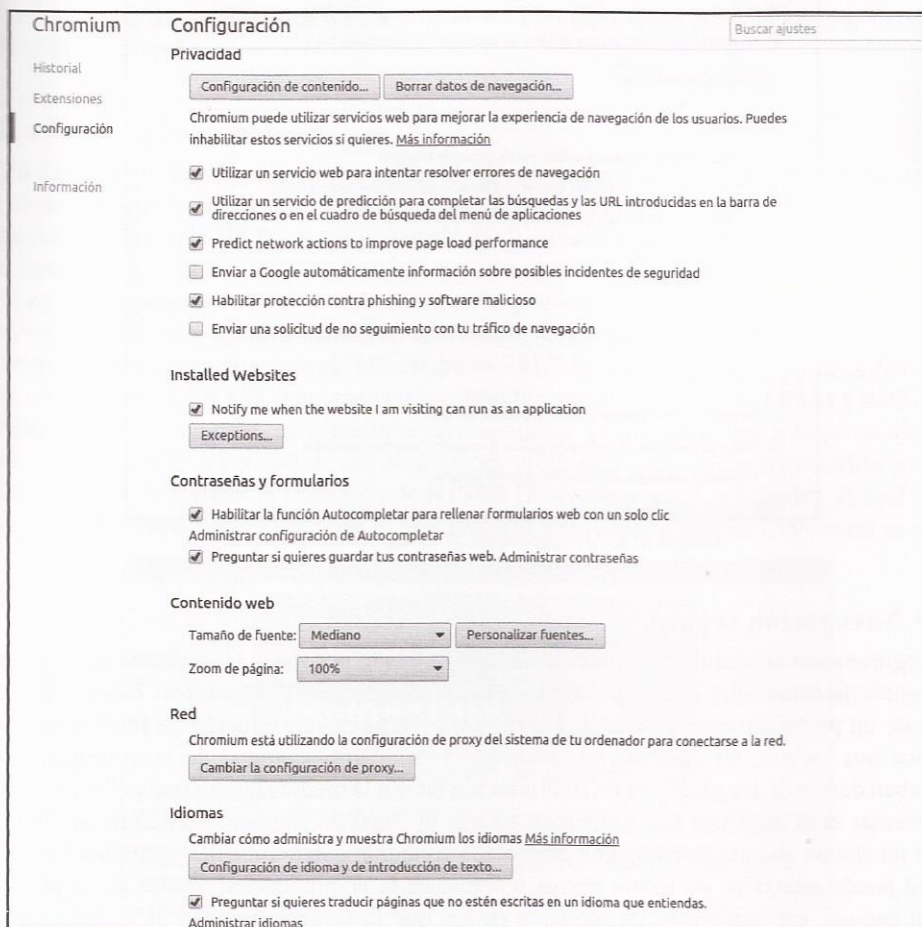 Chromium
Configuración
Buscar ajustes
Historial
Extensiones
Configuración
Información
Privacidad
Configuración de contenido...
Borrar datos de navegación...
Chromium puede utilizar servicios web para mejorar la experiencia de navegación de los usuarios. Puedes
inhabilitar estos servicios si quieres. Más información
Utilizar un servicio web para intentar resolver errores de navegación
Utilizar un servicio de predicción para completar las búsquedas y las URL introducidas en la barra de
direcciones o en el cuadro de búsqueda del menú de aplicaciones
Predict network actions to improve page load performance
Enviar a Google automáticamente información sobre posibles incidentes de seguridad
Habilitar protección contra phishing y software malicioso
Enviar una solicitud de no seguimiento con tu tráfico de navegación
Installed Websites
Notify me when the website I am visiting can run as an application
Exceptions...
Contraseñas y formularios
Habilitar la función Autocompletar para rellenar formularios web con un solo clic
Administrar configuración de Autocompletar
Preguntar si quieres guardar tus contraseñas web. Administrar contraseñas
Contenido web
Tamaño de fuente: Mediano Personalizar fuentes...
Zoom de página: 100%
Red
Chromium está utilizando la configuración de proxy del sistema de tu ordenador para conectarse a la red.
Cambiar la configuración de proxy...
Idiomas
Cambiar cómo administra y muestra Chromium los idiomas Más información
Configuración de idioma y de introducción de texto...
Preguntar si quieres traducir páginas que no estén escritas en un idioma que entiendas.
Administrar idiomas